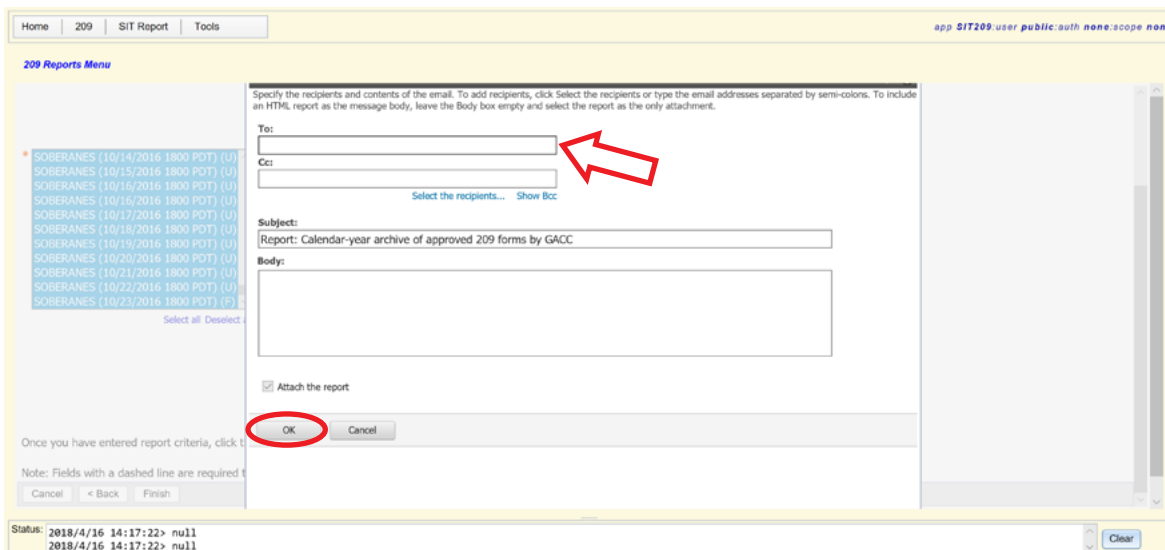 Home 209 SIT Report Tools
app SIT209:user public:auth none:scope non
209 Reports Menu
Specify the recipients and contents of the email. To add recipients, click Select the recipients or type the email addresses separated by semi-colons. To include
an HTML report as the message body, leave the Body box empty and select the report as the only attachment.
To:
Cc:
Select the recipients... Show Bcc
Subject:
Report: Calendar-year archive of approved 209 forms by GACC
Body:
Attach the report
OK Cancel
* SOBERANES (10/14/2016 1800 PDT) (U)
SOBERANES (10/15/2016 1800 PDT) (U)
SOBERANES (10/16/2016 1800 PDT) (U)
SOBERANES (10/16/2016 1800 PDT) (U)
SOBERANES (10/17/2016 1800 PDT) (U)
SOBERANES (10/18/2016 1800 PDT) (U)
SOBERANES (10/19/2016 1800 PDT) (U)
SOBERANES (10/20/2016 1800 PDT) (U)
SOBERANES (10/21/2016 1800 PDT) (U)
SOBERANES (10/22/2016 1800 PDT) (U)
SOBERANES (10/23/2016 1800 PDT) (F)
Select all Deselect
Once you have entered report criteria, click t
Note: Fields with a dashed line are required t
Cancel < Back Finish
Status: 2018/4/16 14:17:22> null
2018/4/16 14:17:22> null
Clear